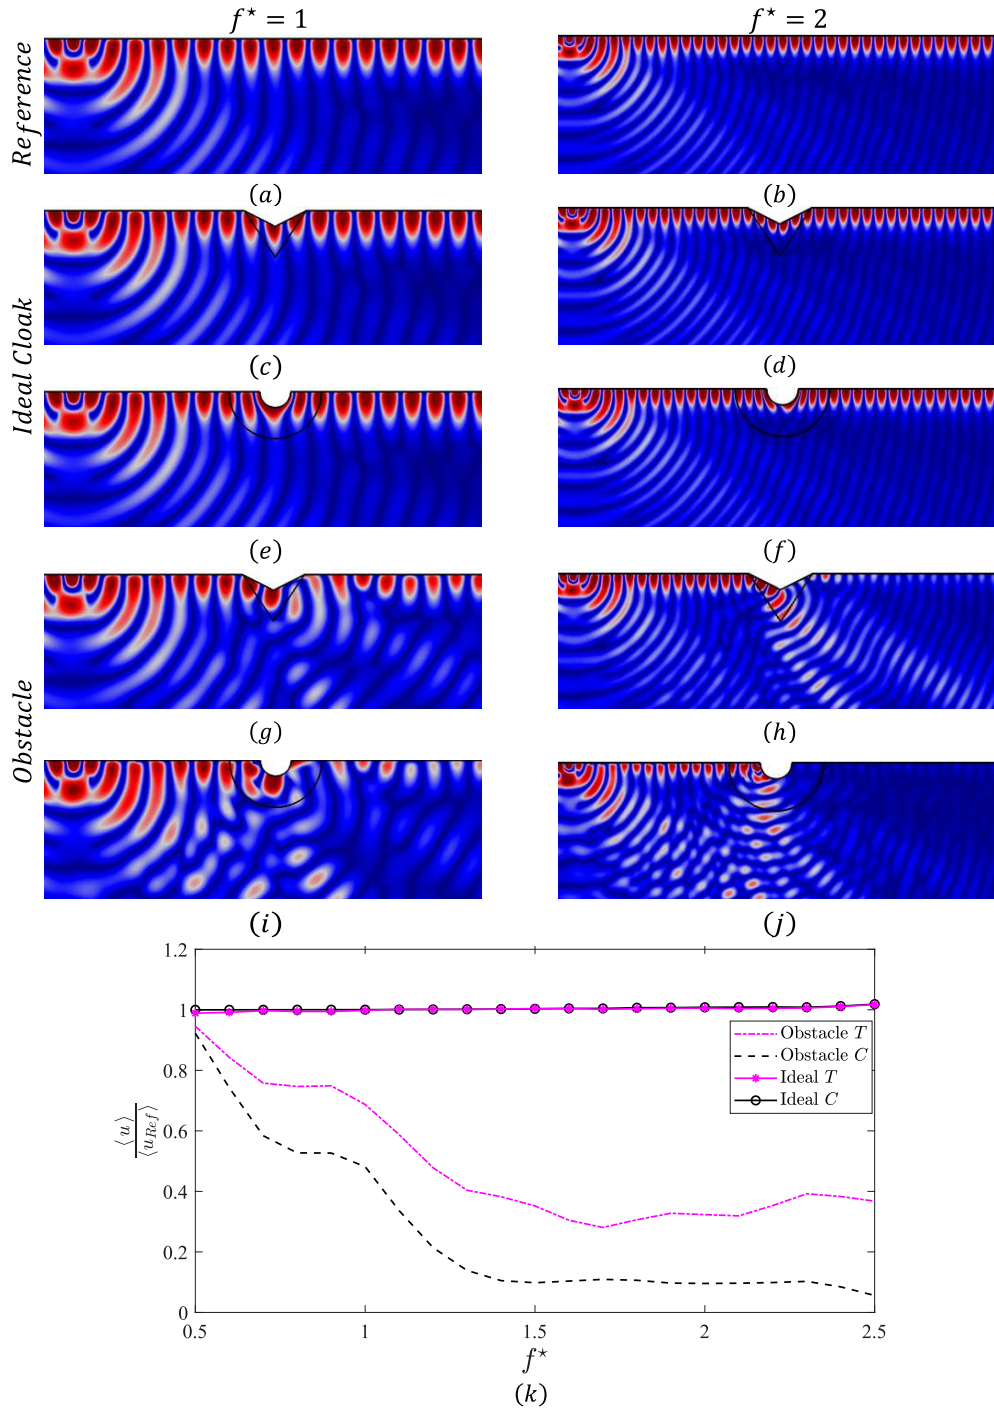 f⋆ = 1
f⋆ = 2
Reference
(a)
(b)
Ideal Cloak
(c)
(d)
(e)
(f)
Obstacle
(g)
(h)
(i)
(j)
1.2
1
0.8
0.6
0.4
0.2
0
⟨u⟩
⟨u_Ref⟩
Obstacle T
Obstacle C
Ideal T
Ideal C
0.5
1
1.5
2
2.5
f⋆
(k)